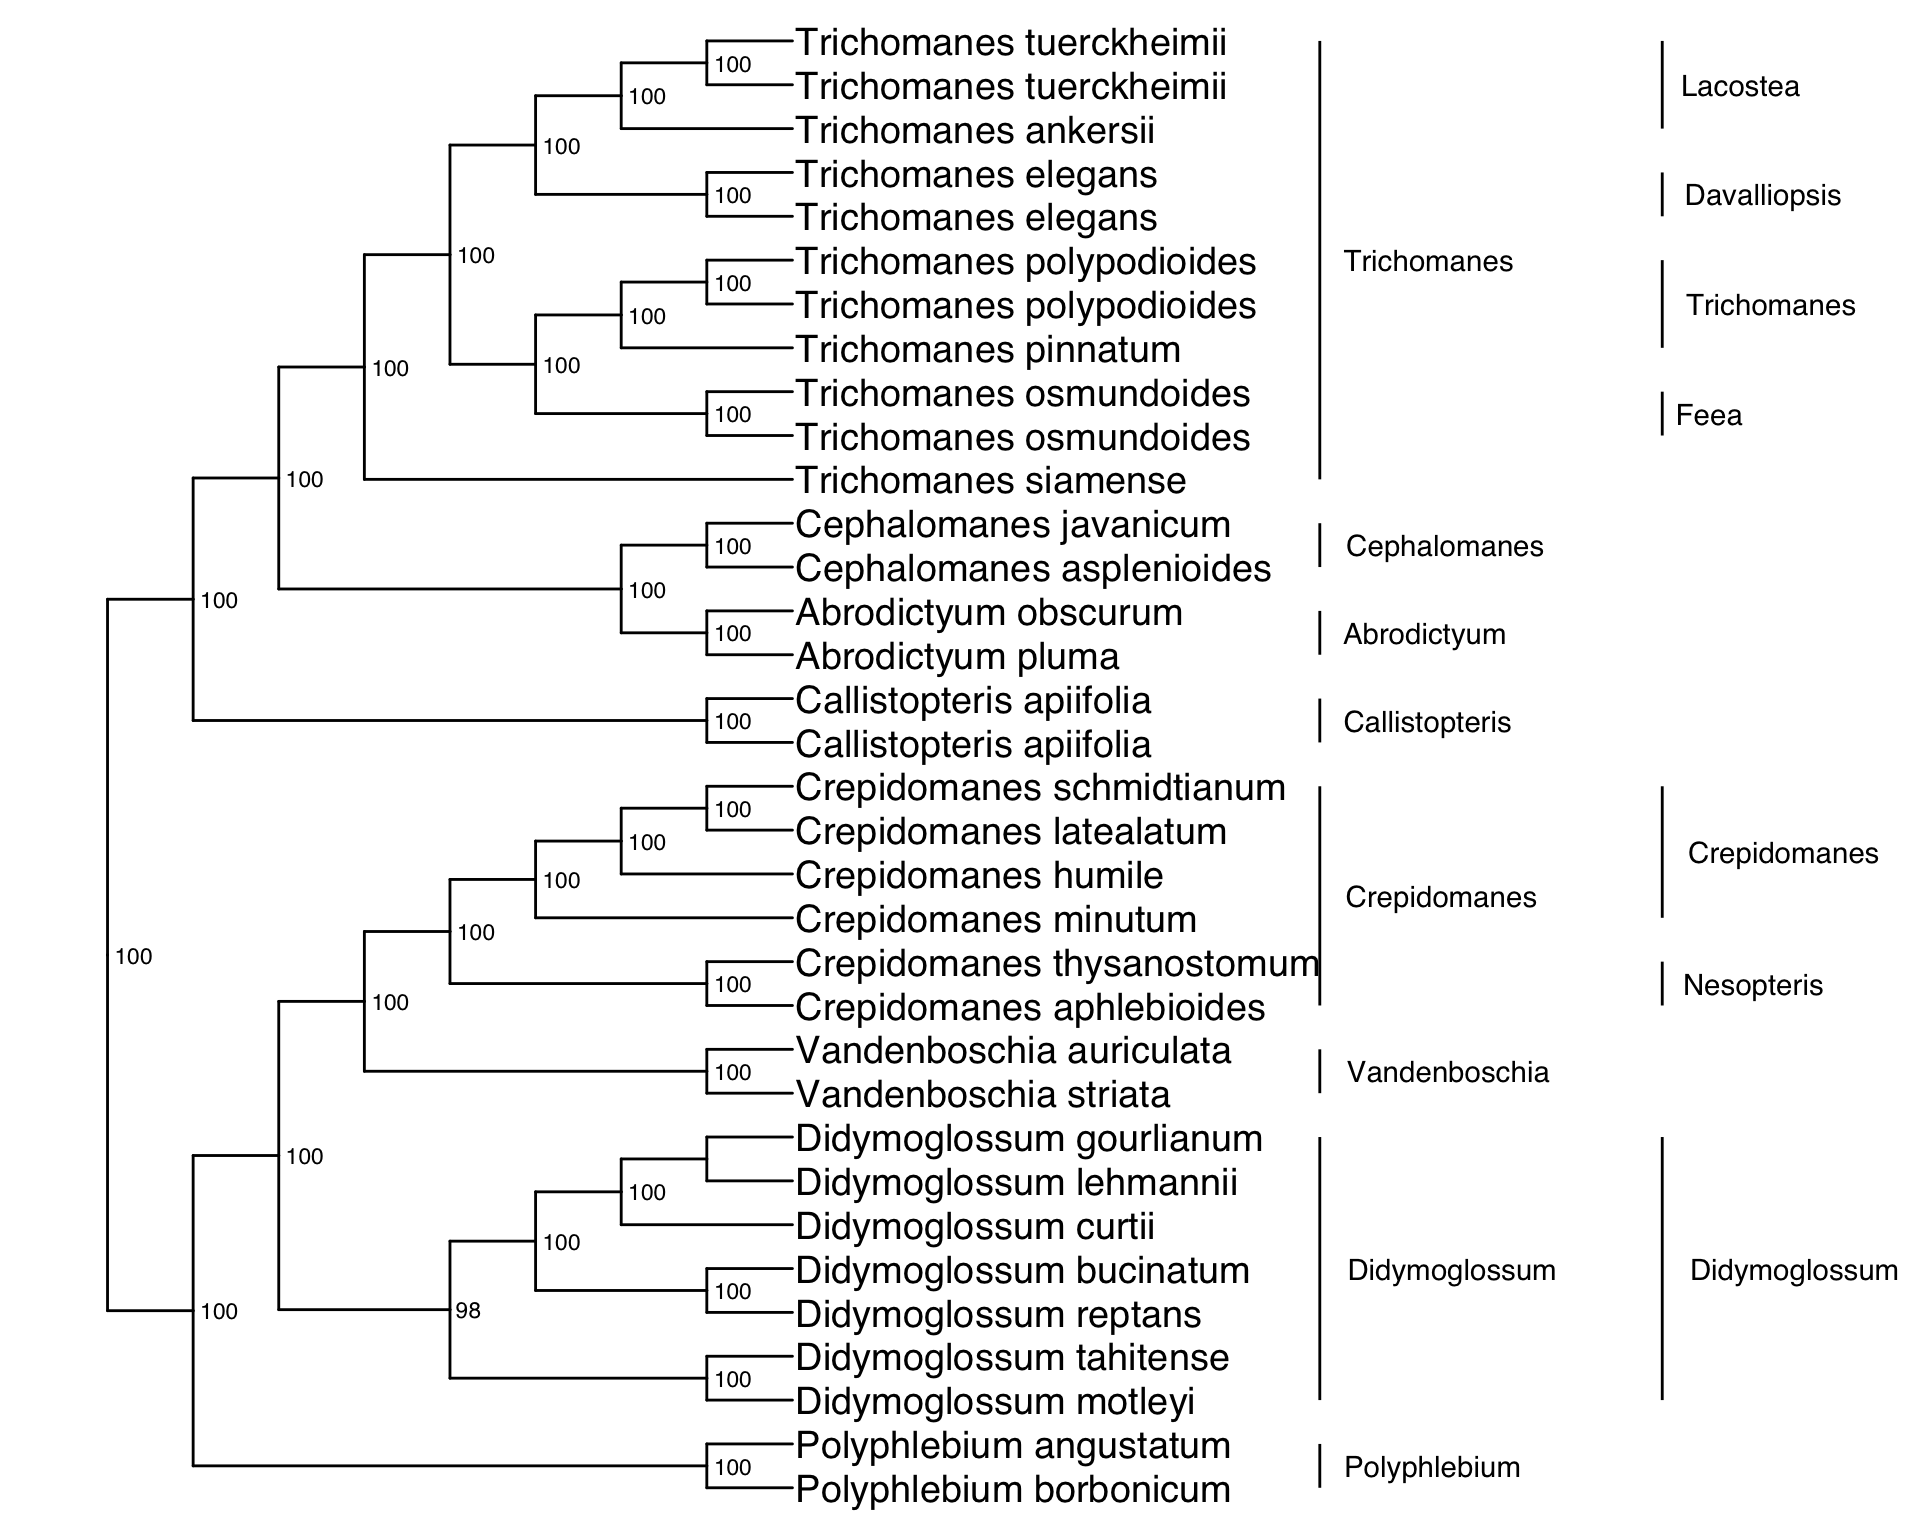 Trichomanes tuerckheimii
100
Trichomanes tuerckheimii
Lacostea
100
Trichomanes ankersii
100
Trichomanes elegans
100
Davalliopsis
Trichomanes elegans
100
Trichomanes polypodioides
Trichomanes
100
Trichomanes polypodioides
Trichomanes
100
Trichomanes pinnatum
100
100
Trichomanes osmundoides
100
Feea
Trichomanes osmundoides
100
Trichomanes siamense
Cephalomanes javanicum
100
Cephalomanes
Cephalomanes asplenioides
100
100
Abrodictyum obscurum
100
Abrodictyum
Abrodictyum pluma
Callistopteris apiifolia
100
Callistopteris
Callistopteris apiifolia
Crepidomanes schmidtianum
100
Crepidomanes latealatum
100
Crepidomanes
Crepidomanes humile
100
Crepidomanes
Crepidomanes minutum
100
100
Crepidomanes thysanostomum
100
Nesopteris
100
Crepidomanes aphlebioides
Vandenboschia auriculata
100
Vandenboschia
Vandenboschia striata
Didymoglossum gourlianum
100
Didymoglossum lehmannii
100
Didymoglossum curtii
100
Didymoglossum bucinatum
Didymoglossum
Didymoglossum
100
Didymoglossum reptans
100
98
Didymoglossum tahitense
100
Didymoglossum motleyi
Polyphlebium angustatum
100
Polyphlebium
Polyphlebium borbonicum